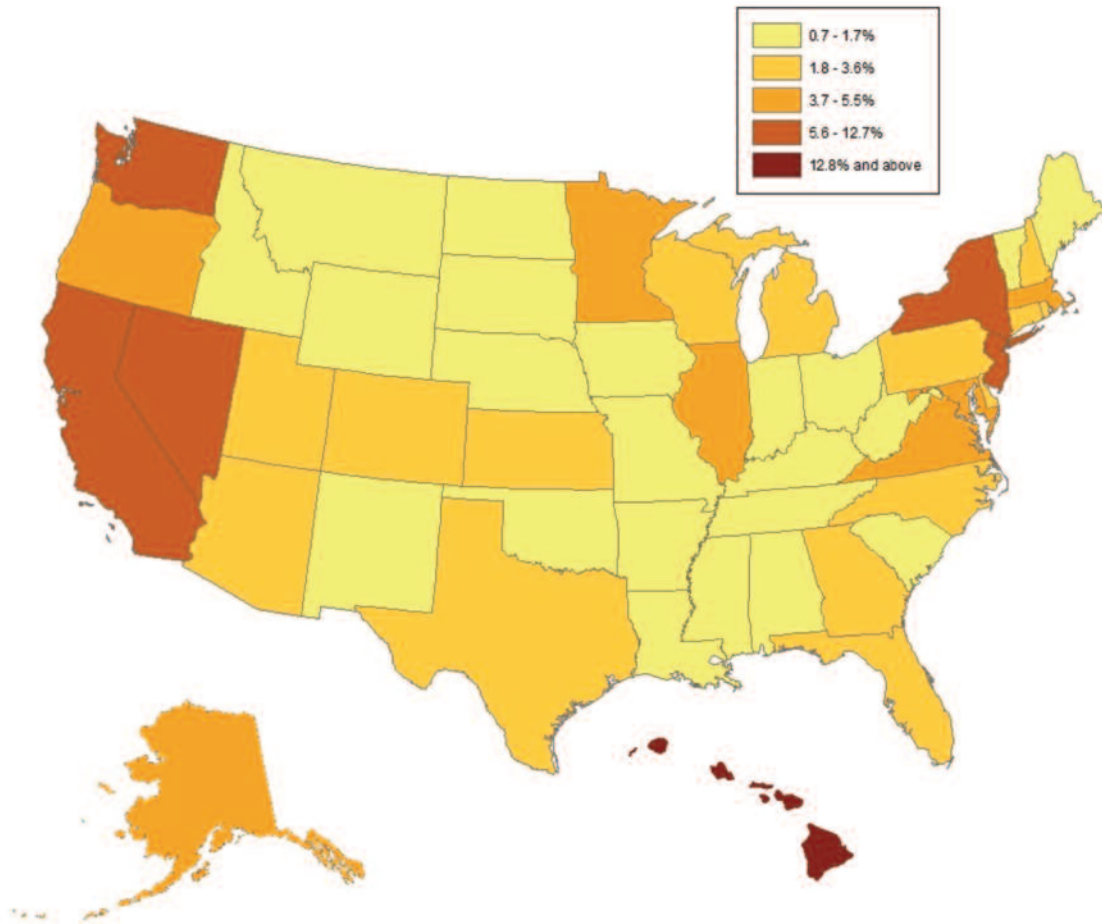 0.7 - 1.7%
1.8 - 3.6%
3.7 - 5.5%
5.6 - 12.7%
12.8% and above